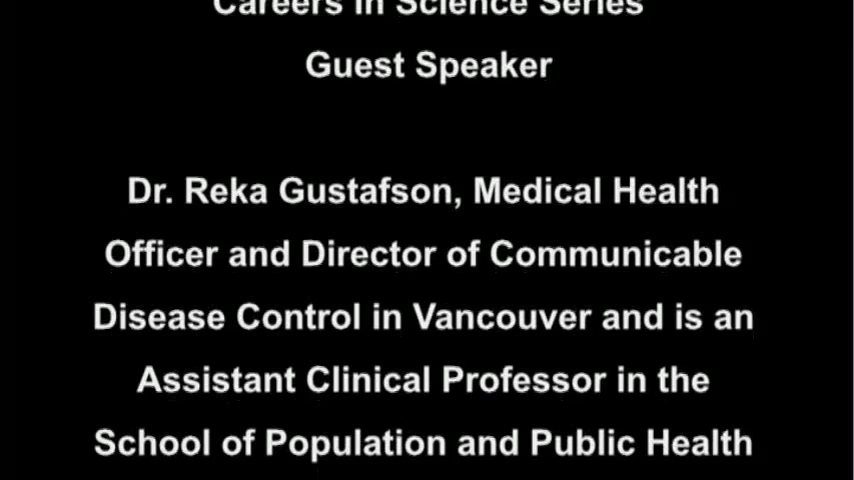 Careers in Science Series
Guest Speaker
Dr. Reka Gustafson, Medical Health
Officer and Director of Communicable
Disease Control in Vancouver and is an
Assistant Clinical Professor in the
School of Population and Public Health